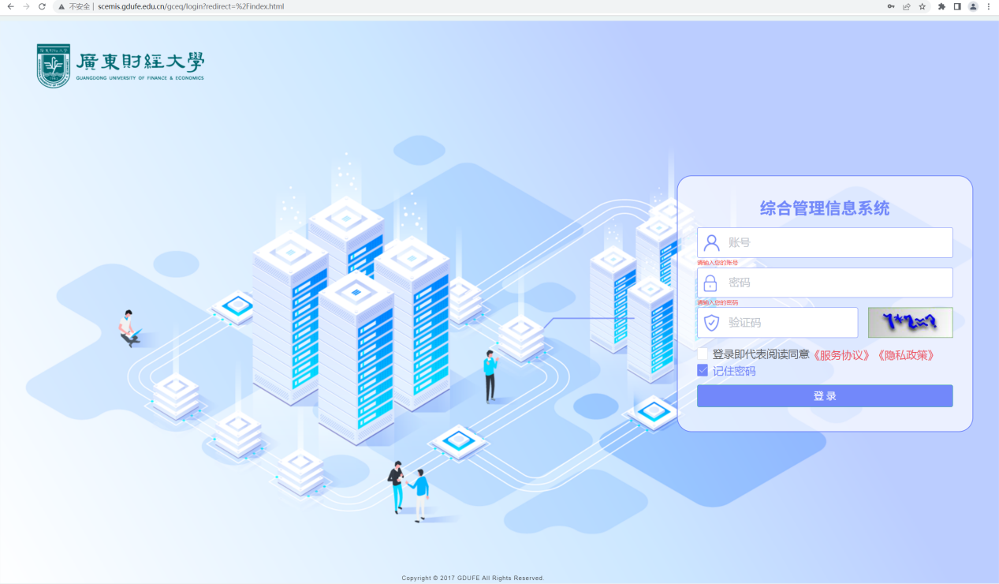 不安全 | scemis.gdufe.edu.cn/gceq/login?redirect=%2Findex.html
廣東財經大學
GUANGDONG UNIVERSITY OF FINANCE & ECONOMICS
综合管理信息系统
账号
请输入您的账号
密码
请输入您的密码
验证码
登录即代表阅读同意《服务协议》《隐私政策》
记住密码
登 录
Copyright © 2017 GDUFE All Rights Reserved.